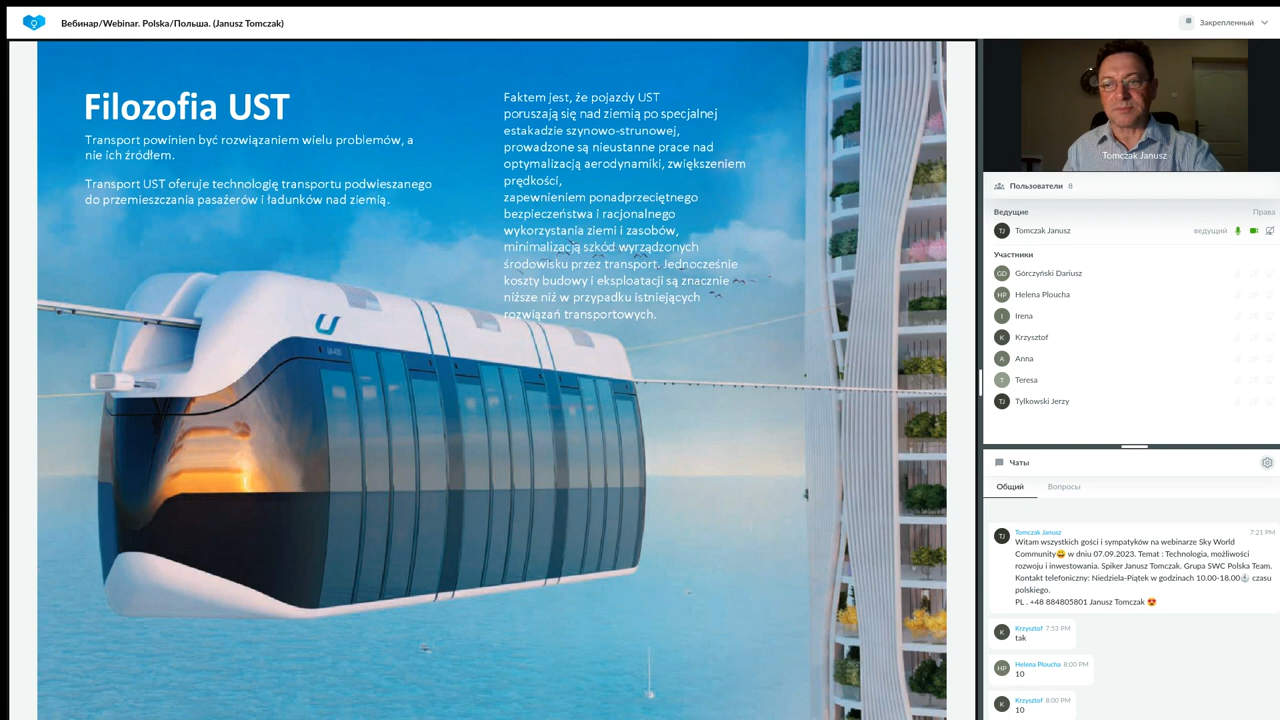 Вебинар/Webinar. Polska/Польша. (Janusz Tomczak)
Закрепленный
Filozofia UST
Transport powinien być rozwiązaniem wielu problemów, a
nie ich źródłem.
Transport UST oferuje technologię transportu podwieszanego
do przemieszczania pasażerów i ładunków nad ziemią.
Faktem jest, że pojazdy UST
poruszają się nad ziemią po specjalnej
estakadzie szynowo-strunowej,
prowadzone są nieustanne prace nad
optymalizacją aerodynamiki, zwiększeniem
prędkości,
zapewnieniem ponadprzeciętnego
bezpieczeństwa i racjonalnego
wykorzystania ziemi i zasobów,
minimalizacją szkód wyrządzonych
środowisku przez transport. Jednocześnie
koszty budowy i eksploatacji są znacznie
niższe niż w przypadku istniejących
rozwiązań transportowych.
Tomczak Janusz
Пользователи 8
Ведущие Права
TJ Tomczak Janusz ведущий
Участники
GD Górczyński Dariusz
HP Helena Ploucha
I Irena
K Krzysztof
A Anna
T Teresa
TJ Tylkowski Jerzy
Чаты
Общий Вопросы
TJ Tomczak Janusz 7:21 PM
Witam wszystkich gości i sympatyków na webinarze Sky World
Community😀 w dniu 07.09.2023. Temat : Technologia, możliwości
rozwoju i inwestowania. Spiker Janusz Tomczak. Grupa SWC Polska Team.
Kontakt telefoniczny: Niedziela-Piątek w godzinach 10.00-18.00 czasu
polskiego.
PL . +48 884805801 Janusz Tomczak 😍
K Krzysztof 7:53 PM
tak
HP Helena Ploucha 8:00 PM
10
K Krzysztof 8:00 PM
10